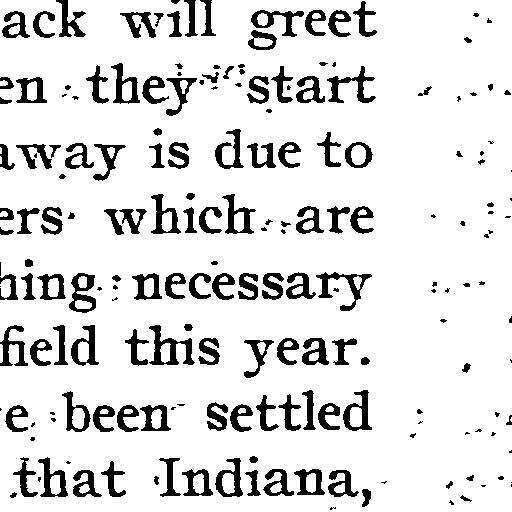 ack will greet
en they start
away is due to
ers which are
hing necessary
field this year.
e been settled
that Indiana,